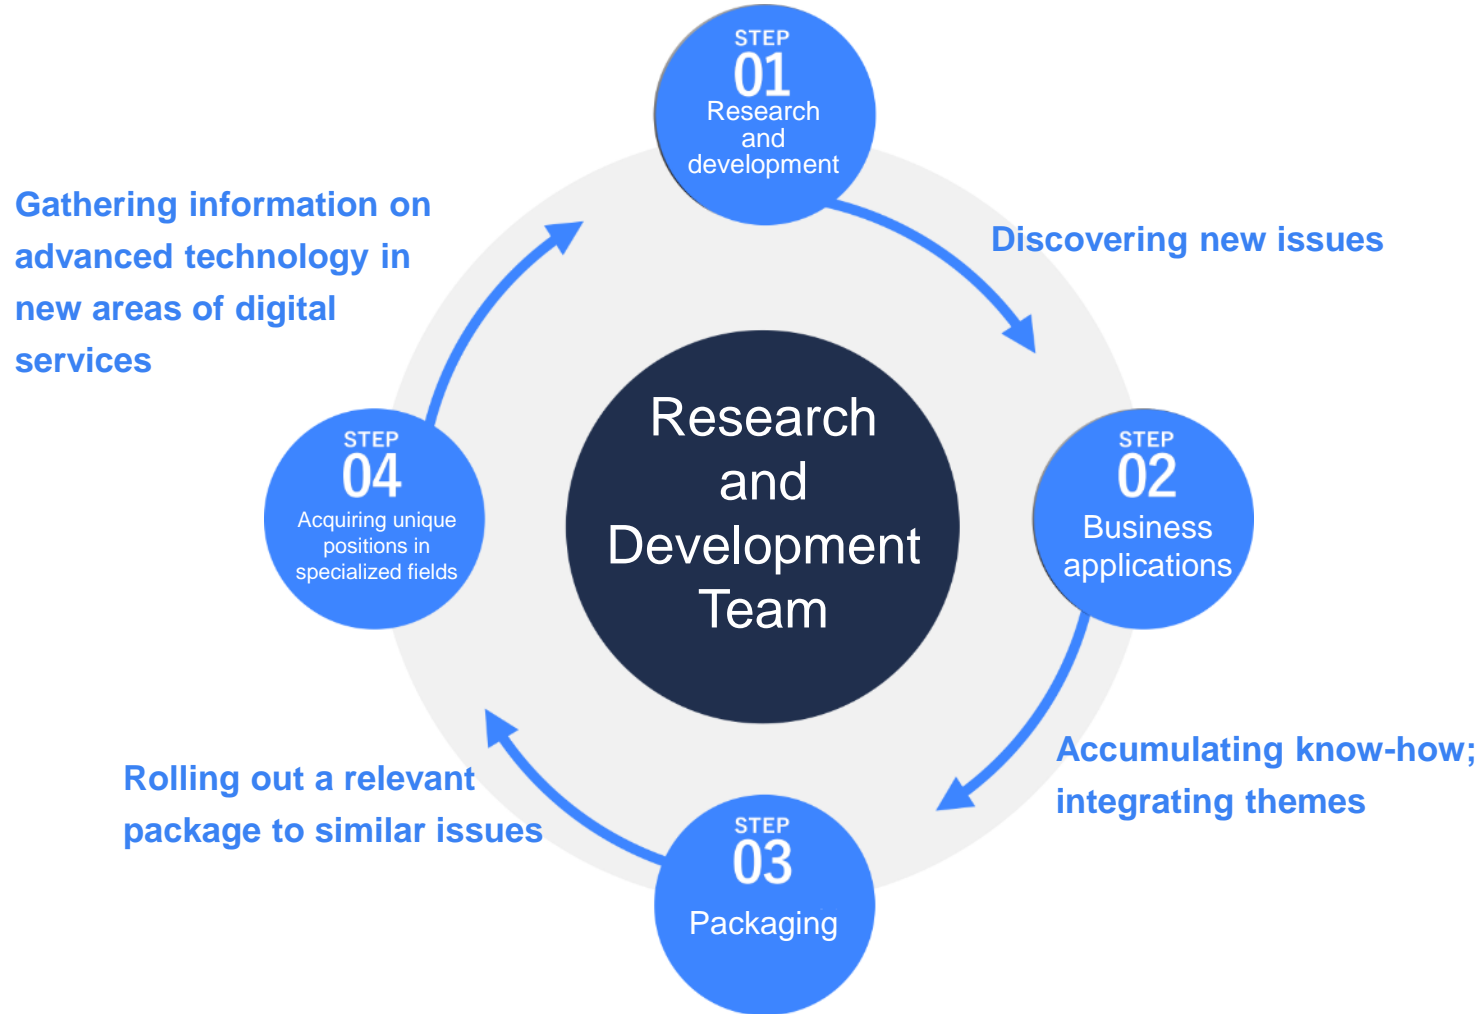 STEP
01
Research
and
development
Discovering new issues
STEP
02
Business
applications
Accumulating know-how;
integrating themes
STEP
03
Packaging
Rolling out a relevant
package to similar issues
STEP
04
Acquiring unique
positions in
specialized fields
Gathering information on
advanced technology in
new areas of digital
services
Research
and
Development
Team